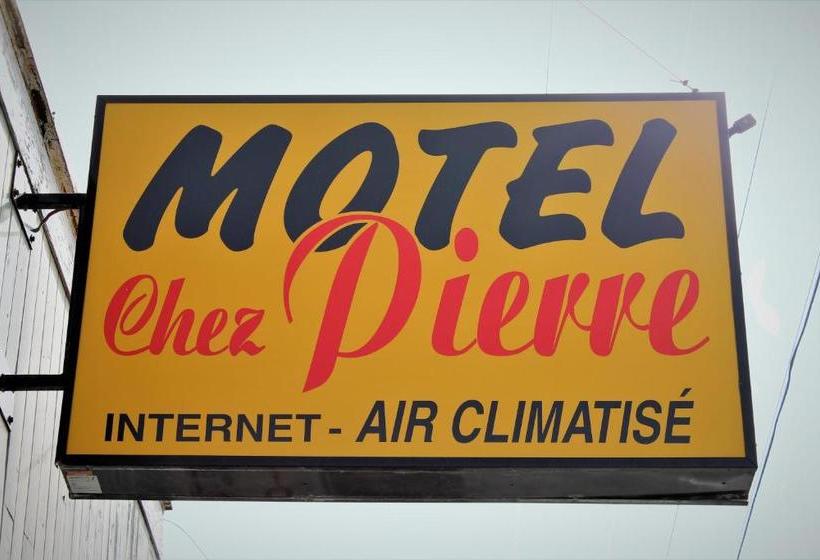 MOTEL
Chez Pierre
INTERNET - AIR CLIMATISÉ